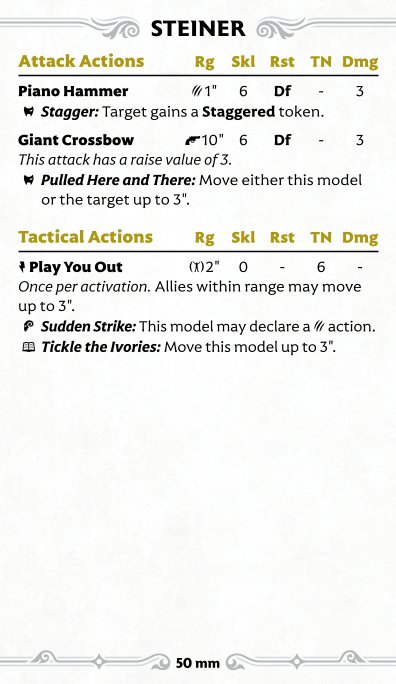 STEINER
Attack Actions Rg Skl Rst TN Dmg
Piano Hammer 1" 6 Df - 3
Stagger: Target gains a Staggered token.
Giant Crossbow 10" 6 Df - 3
This attack has a raise value of 3.
Pulled Here and There: Move either this model
or the target up to 3".
Tactical Actions Rg Skl Rst TN Dmg
Play You Out 2" 0 - 6 -
Once per activation. Allies within range may move
up to 3".
Sudden Strike: This model may declare a action.
Tickle the Ivories: Move this model up to 3".
50 mm